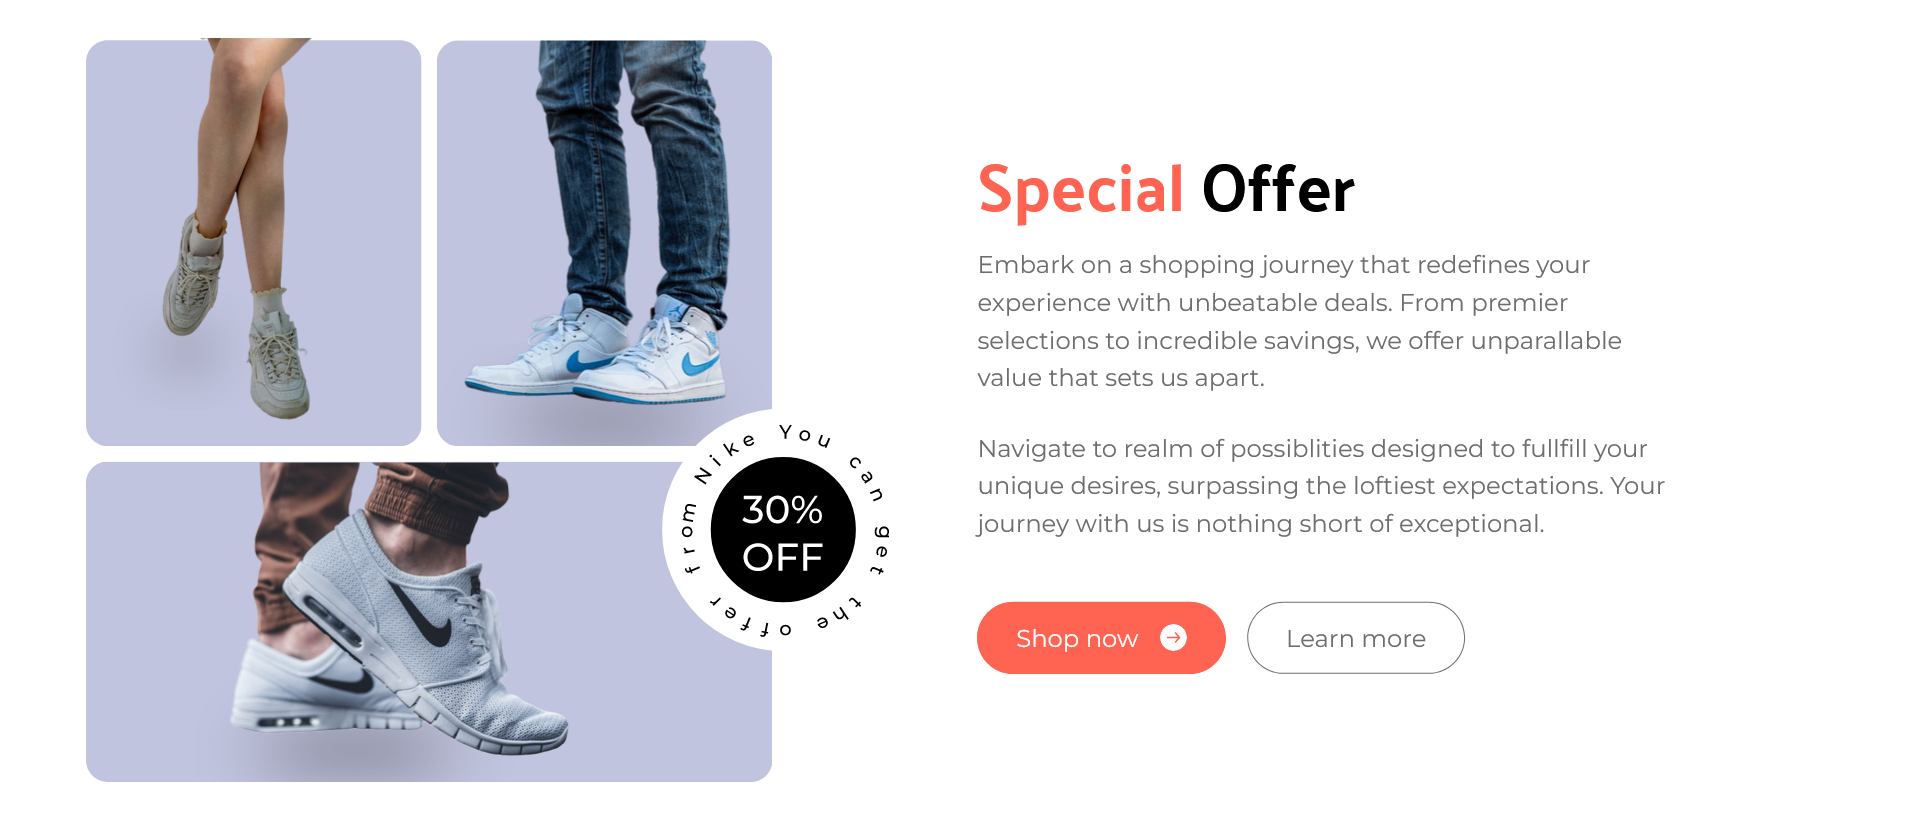 You can get the offer from Nike
30%
OFF
Special Offer
Embark on a shopping journey that redefines your
experience with unbeatable deals. From premier
selections to incredible savings, we offer unparallable
value that sets us apart.
Navigate to realm of possiblities designed to fullfill your
unique desires, surpassing the loftiest expectations. Your
journey with us is nothing short of exceptional.
Shop now
Learn more